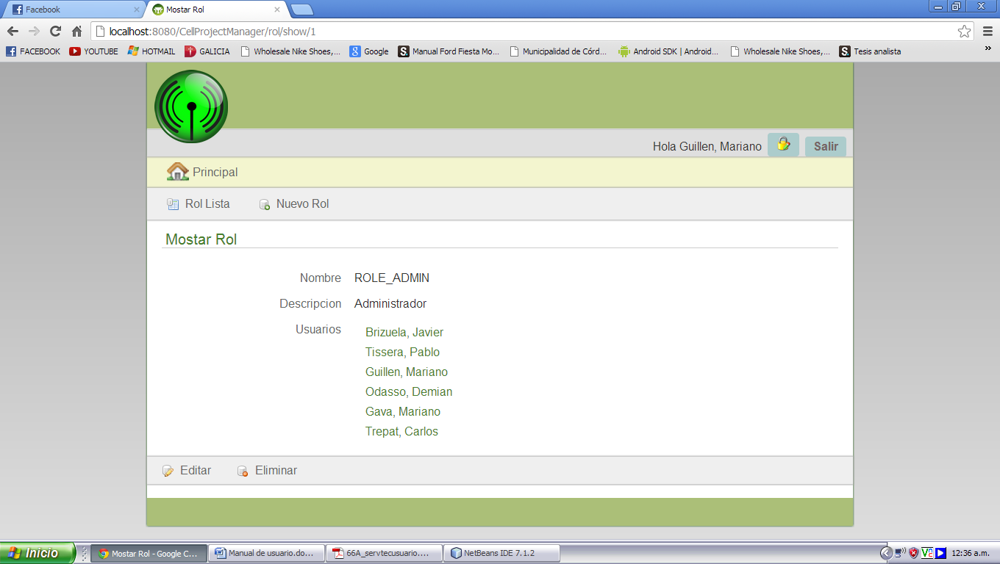 Facebook
Mostar Rol
localhost:8080/CellProjectManager/rol/show/1
FACEBOOK YOUTUBE HOTMAIL GALICIA Wholesale Nike Shoes,... Google Manual Ford Fiesta Mo... Municipalidad de Córd... Android SDK | Android... Wholesale Nike Shoes,... Tesis analista »
Hola Guillen, Mariano Salir
Principal
Rol Lista Nuevo Rol
Mostar Rol
Nombre ROLE_ADMIN
Descripcion Administrador
Usuarios Brizuela, Javier
Tissera, Pablo
Guillen, Mariano
Odasso, Demian
Gava, Mariano
Trepat, Carlos
Editar Eliminar
Inicio Mostar Rol - Google C... Manual de usuario.do... 66A_servtecusuario.... NetBeans IDE 7.1.2 12:36 a.m.